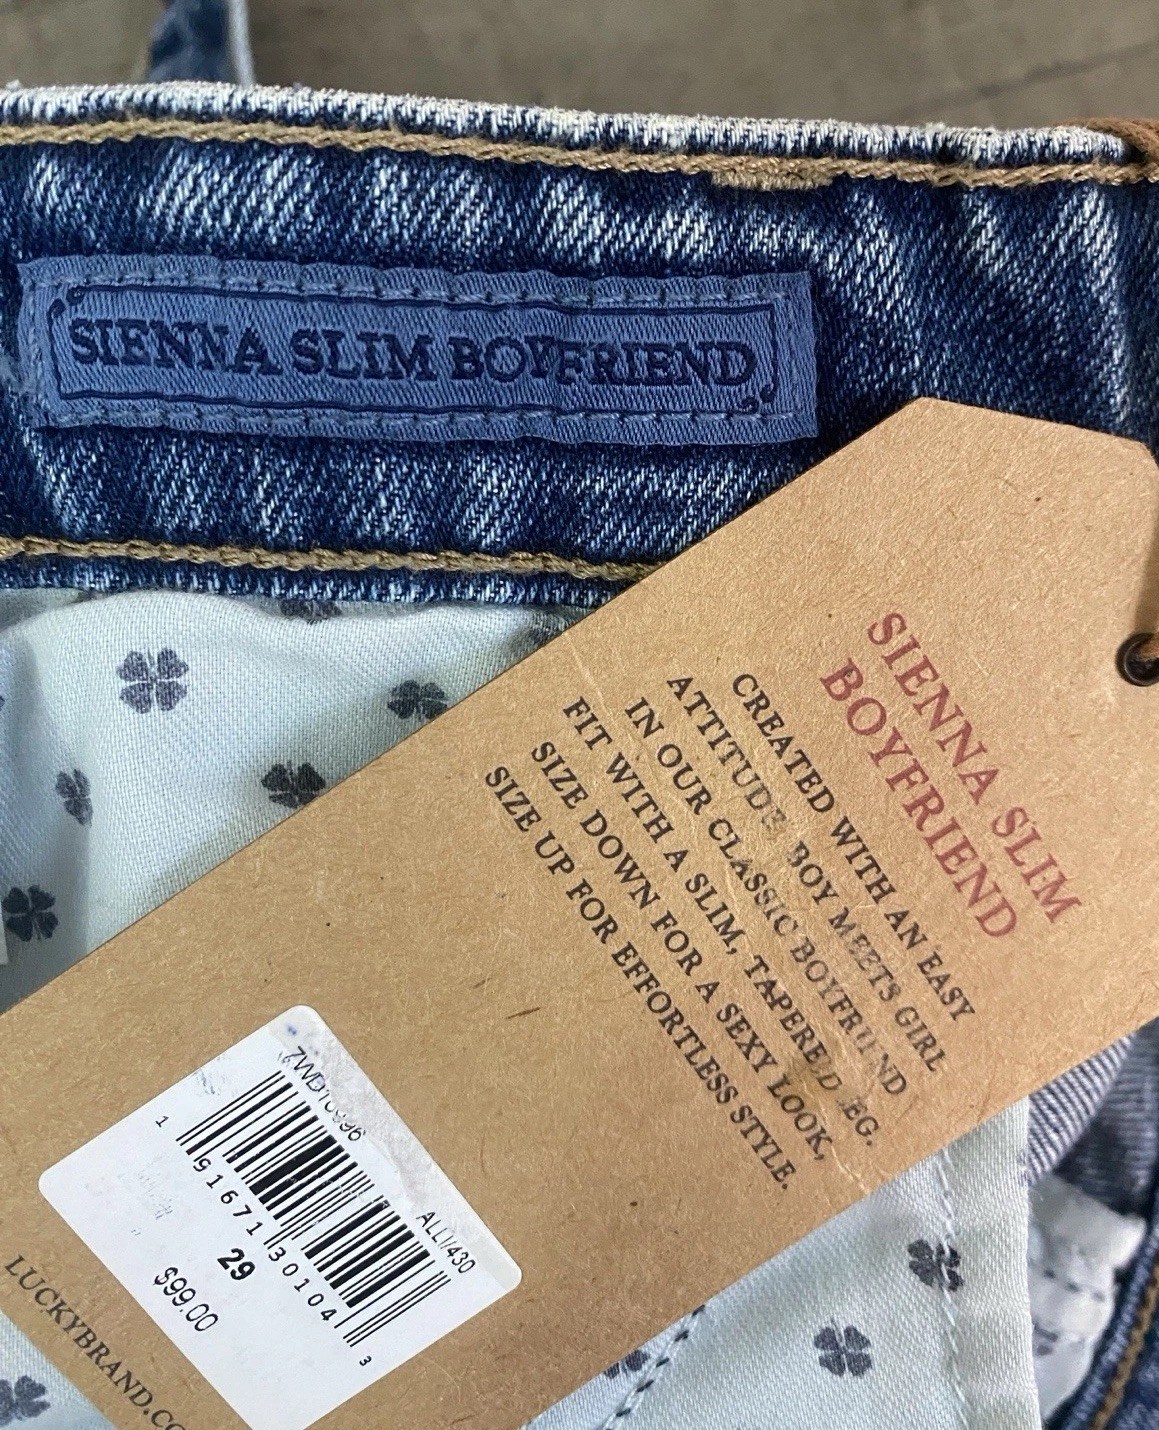 SIENNA SLIM BOYFRIEND
SIENNA SLIM
BOYFRIEND
CREATED WITH AN EASY
ATTITUDE, BOY MEETS GIRL
IN OUR CLASSIC BOYFRIEND
FIT WITH A SLIM, TAPERED LEG.
SIZE DOWN FOR A SEXY LOOK,
SIZE UP FOR EFFORTLESS STYLE.
ALLI/430
1 91671 30104 3
29
$99.00
LUCKYBRAND.CO